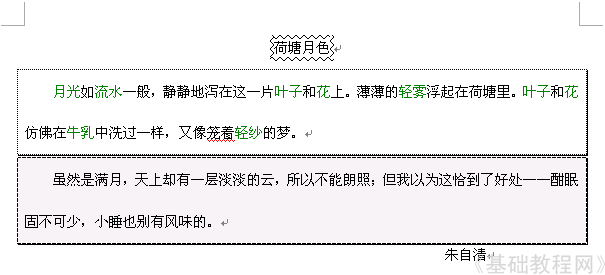 荷塘月色
月光如流水一般，静静地泻在这一片叶子和花上。薄薄的轻雾浮起在荷塘里。叶子和花
仿佛在牛乳中洗过一样，又像笼着轻纱的梦。
虽然是满月，天上却有一层淡淡的云，所以不能朗照；但我以为这恰到了好处——酣眠
固不可少，小睡也别有风味的。
朱自清
《基础教程网》